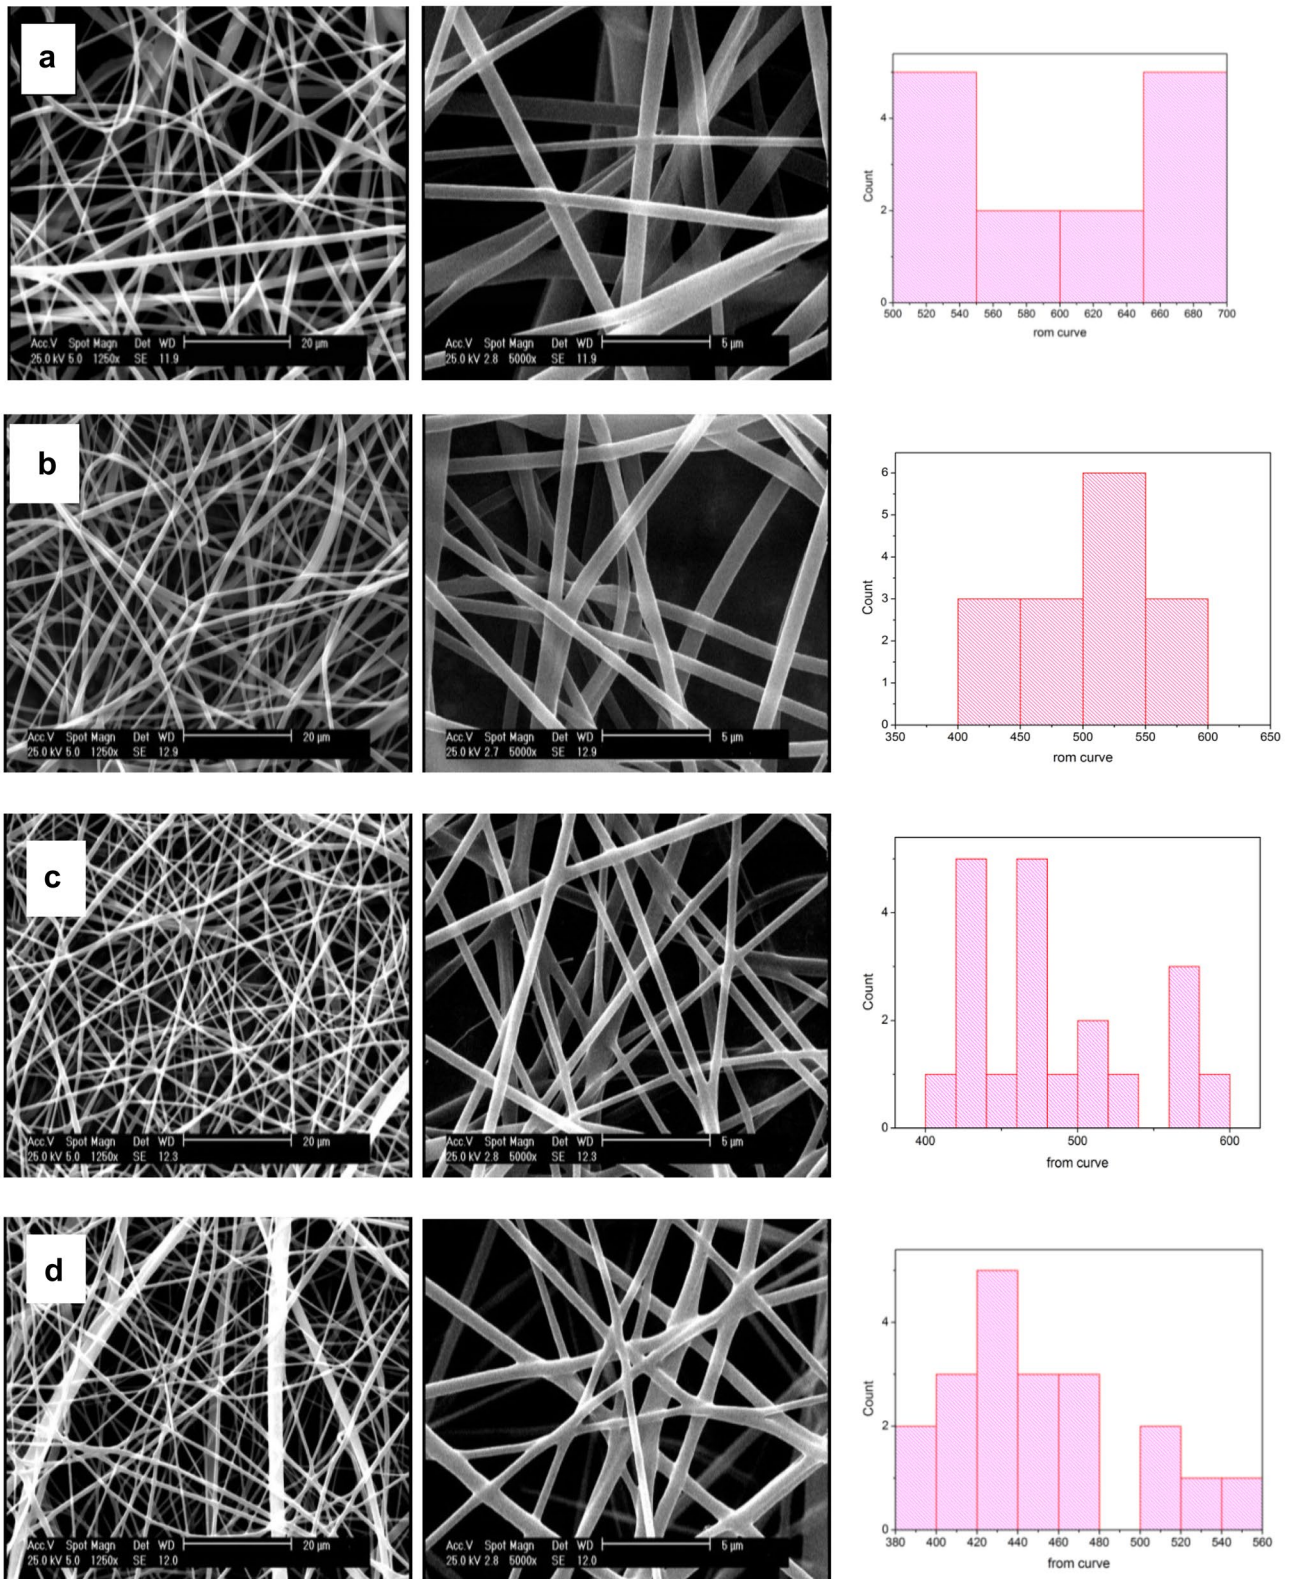 a
Acc.V Spot Magn Det WD 20 µm
25.0 kV 5.0 1250x SE 11.9
Acc.V Spot Magn Det WD 5 µm
25.0 kV 2.8 5000x SE 11.9
Count
4
2
0
500 520 540 560 580 600 620 640 660 680 700
rom curve
b
Acc.V Spot Magn Det WD 20 µm
25.0 kV 5.0 1250x SE 12.9
Acc.V Spot Magn Det WD 5 µm
25.0 kV 2.7 5000x SE 12.9
Count
6
5
4
3
2
1
0
350 400 450 500 550 600 650
rom curve
c
Acc.V Spot Magn Det WD 20 µm
25.0 kV 5.0 1250x SE 12.3
Acc.V Spot Magn Det WD 5 µm
25.0 kV 2.8 5000x SE 12.3
Count
4
2
0
400 500 600
from curve
d
Acc.V Spot Magn Det WD 20 µm
25.0 kV 5.0 1250x SE 12.0
Acc.V Spot Magn Det WD 5 µm
25.0 kV 2.8 5000x SE 12.0
Count
4
2
0
380 400 420 440 460 480 500 520 540 560
from curve